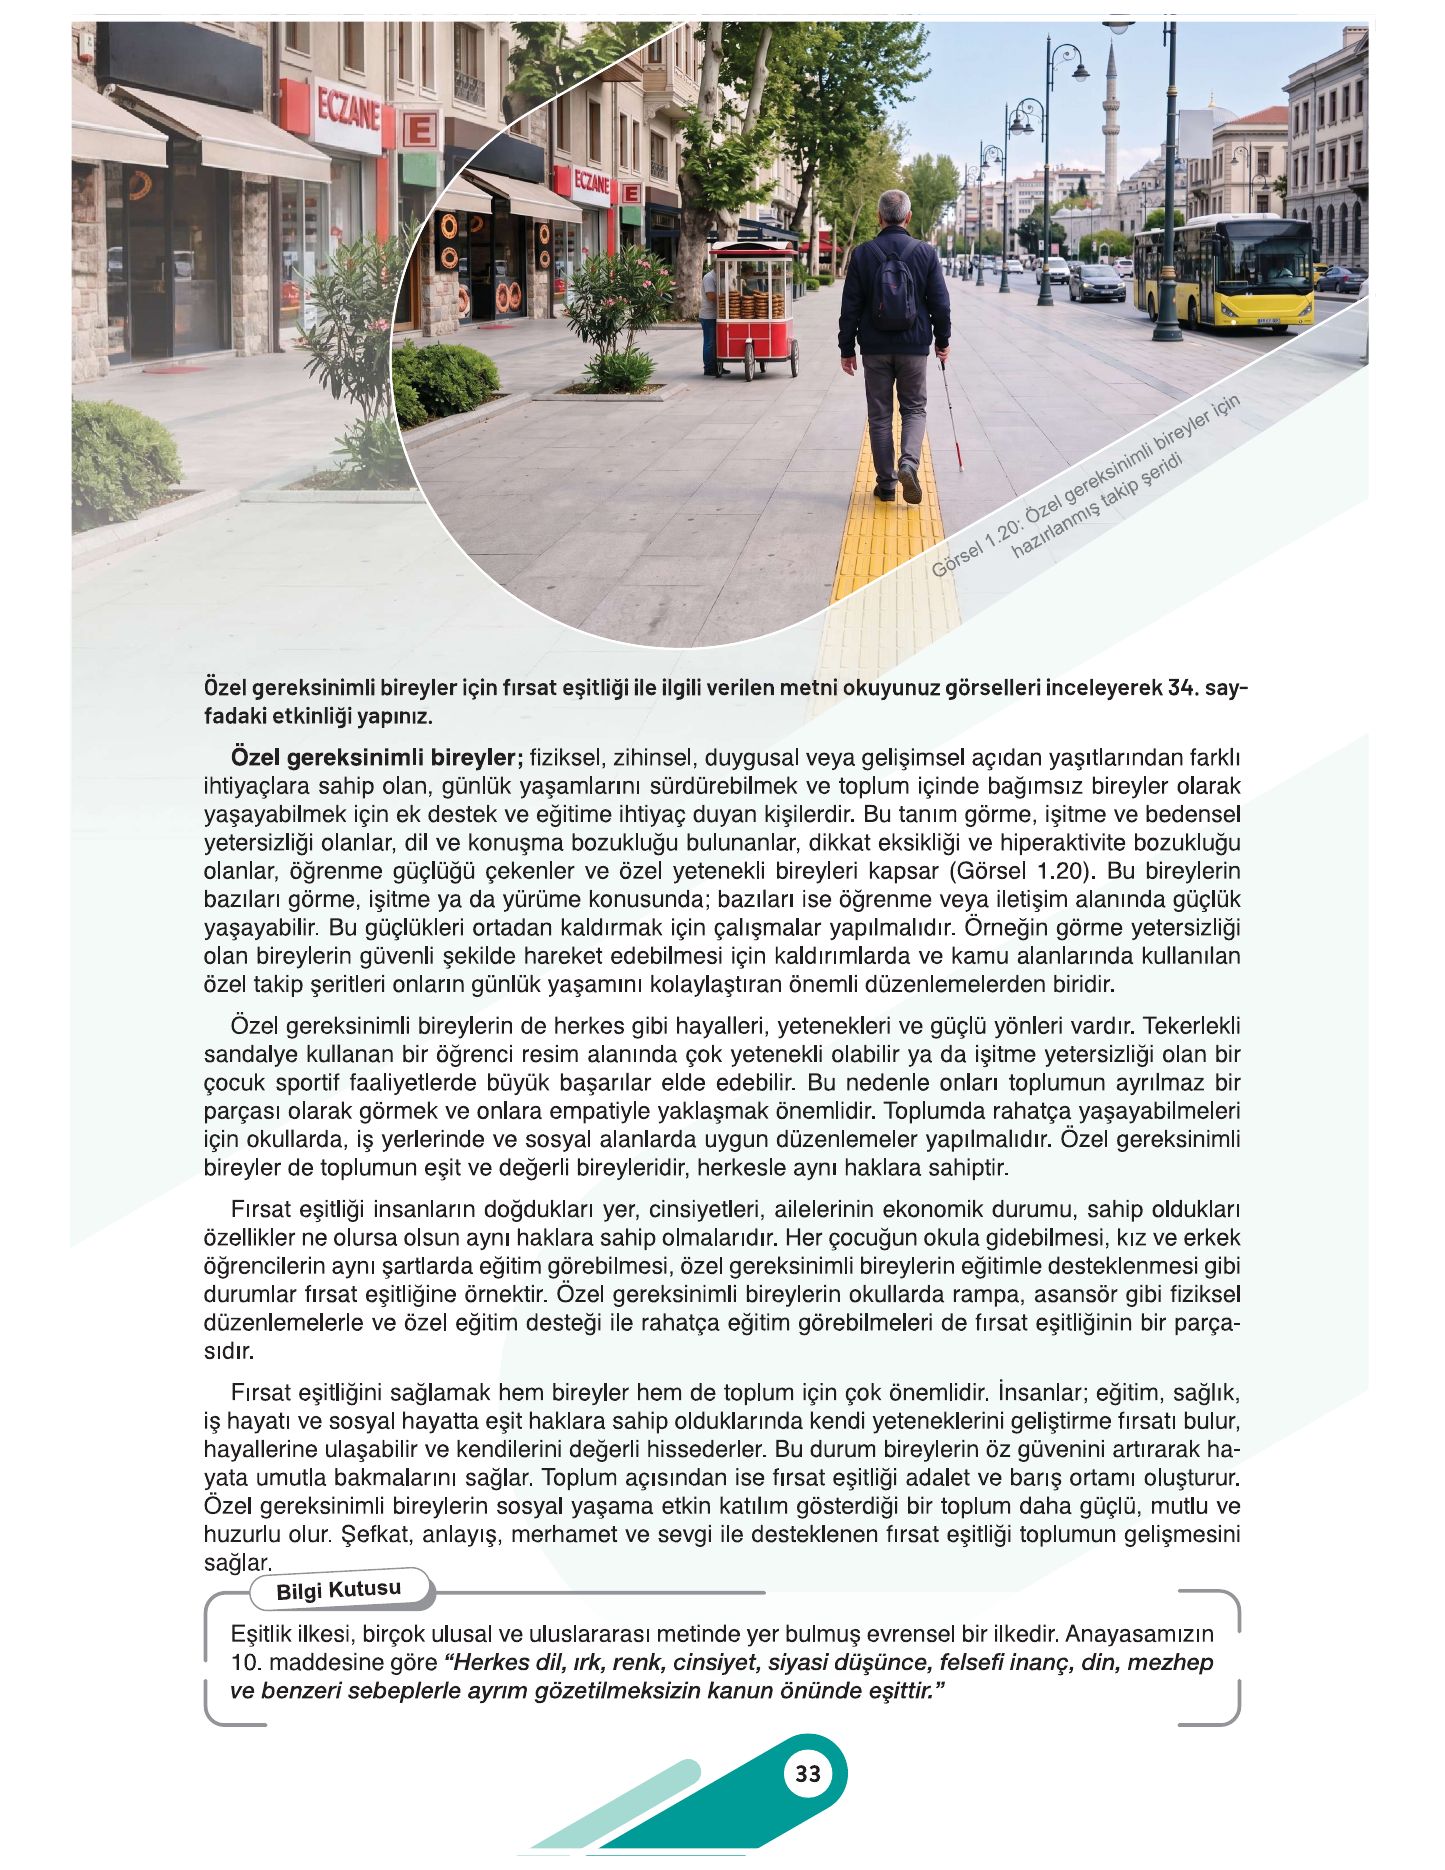 ECZANE
E
ECZANE
E
Görsel 1.20: Özel gereksinimli bireyler için
hazırlanmış takip şeridi
Özel gereksinimli bireyler için fırsat eşitliği ile ilgili verilen metni okuyunuz görselleri inceleyerek 34. say-
fadaki etkinliği yapınız.
Özel gereksinimli bireyler; fiziksel, zihinsel, duygusal veya gelişimsel açıdan yaşıtlarından farklı
ihtiyaçlara sahip olan, günlük yaşamlarını sürdürebilmek ve toplum içinde bağımsız bireyler olarak
yaşayabilmek için ek destek ve eğitime ihtiyaç duyan kişilerdir. Bu tanım görme, işitme ve bedensel
yetersizliği olanlar, dil ve konuşma bozukluğu bulunanlar, dikkat eksikliği ve hiperaktivite bozukluğu
olanlar, öğrenme güçlüğü çekenler ve özel yetenekli bireyleri kapsar (Görsel 1.20). Bu bireylerin
bazıları görme, işitme ya da yürüme konusunda; bazıları ise öğrenme veya iletişim alanında güçlük
yaşayabilir. Bu güçlükleri ortadan kaldırmak için çalışmalar yapılmalıdır. Örneğin görme yetersizliği
olan bireylerin güvenli şekilde hareket edebilmesi için kaldırımlarda ve kamu alanlarında kullanılan
özel takip şeritleri onların günlük yaşamını kolaylaştıran önemli düzenlemelerden biridir.
Özel gereksinimli bireylerin de herkes gibi hayalleri, yetenekleri ve güçlü yönleri vardır. Tekerlekli
sandalye kullanan bir öğrenci resim alanında çok yetenekli olabilir ya da işitme yetersizliği olan bir
çocuk sportif faaliyetlerde büyük başarılar elde edebilir. Bu nedenle onları toplumun ayrılmaz bir
parçası olarak görmek ve onlara empatiyle yaklaşmak önemlidir. Toplumda rahatça yaşayabilmeleri
için okullarda, iş yerlerinde ve sosyal alanlarda uygun düzenlemeler yapılmalıdır. Özel gereksinimli
bireyler de toplumun eşit ve değerli bireyleridir, herkesle aynı haklara sahiptir.
Fırsat eşitliği insanların doğdukları yer, cinsiyetleri, ailelerinin ekonomik durumu, sahip oldukları
özellikler ne olursa olsun aynı haklara sahip olmalarıdır. Her çocuğun okula gidebilmesi, kız ve erkek
öğrencilerin aynı şartlarda eğitim görebilmesi, özel gereksinimli bireylerin eğitimle desteklenmesi gibi
durumlar fırsat eşitliğine örnektir. Özel gereksinimli bireylerin okullarda rampa, asansör gibi fiziksel
düzenlemelerle ve özel eğitim desteği ile rahatça eğitim görebilmeleri de fırsat eşitliğinin bir parça-
sıdır.
Fırsat eşitliğini sağlamak hem bireyler hem de toplum için çok önemlidir. İnsanlar; eğitim, sağlık,
iş hayatı ve sosyal hayatta eşit haklara sahip olduklarında kendi yeteneklerini geliştirme fırsatı bulur,
hayallerine ulaşabilir ve kendilerini değerli hissederler. Bu durum bireylerin öz güvenini artırarak ha-
yata umutla bakmalarını sağlar. Toplum açısından ise fırsat eşitliği adalet ve barış ortamı oluşturur.
Özel gereksinimli bireylerin sosyal yaşama etkin katılım gösterdiği bir toplum daha güçlü, mutlu ve
huzurlu olur. Şefkat, anlayış, merhamet ve sevgi ile desteklenen fırsat eşitliği toplumun gelişmesini
sağlar.
Bilgi Kutusu
Eşitlik ilkesi, birçok ulusal ve uluslararası metinde yer bulmuş evrensel bir ilkedir. Anayasamızın
10. maddesine göre “Herkes dil, ırk, renk, cinsiyet, siyasi düşünce, felsefi inanç, din, mezhep
ve benzeri sebeplerle ayrım gözetilmeksizin kanun önünde eşittir.”
33